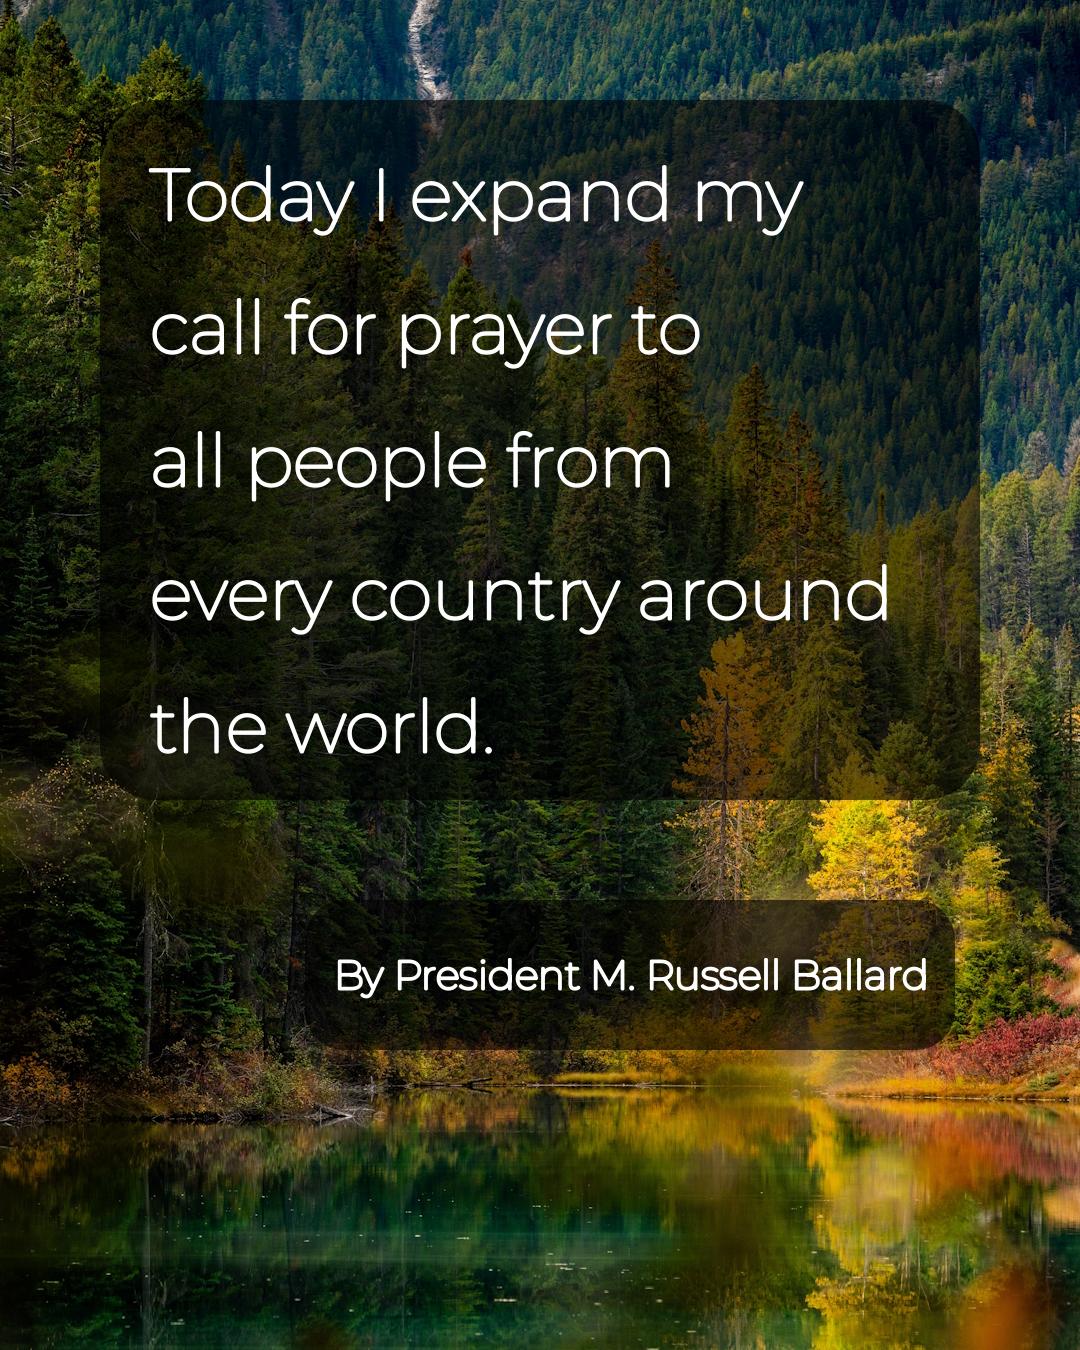 Today I expand my
call for prayer to
all people from
every country around
the world.
By President M. Russell Ballard